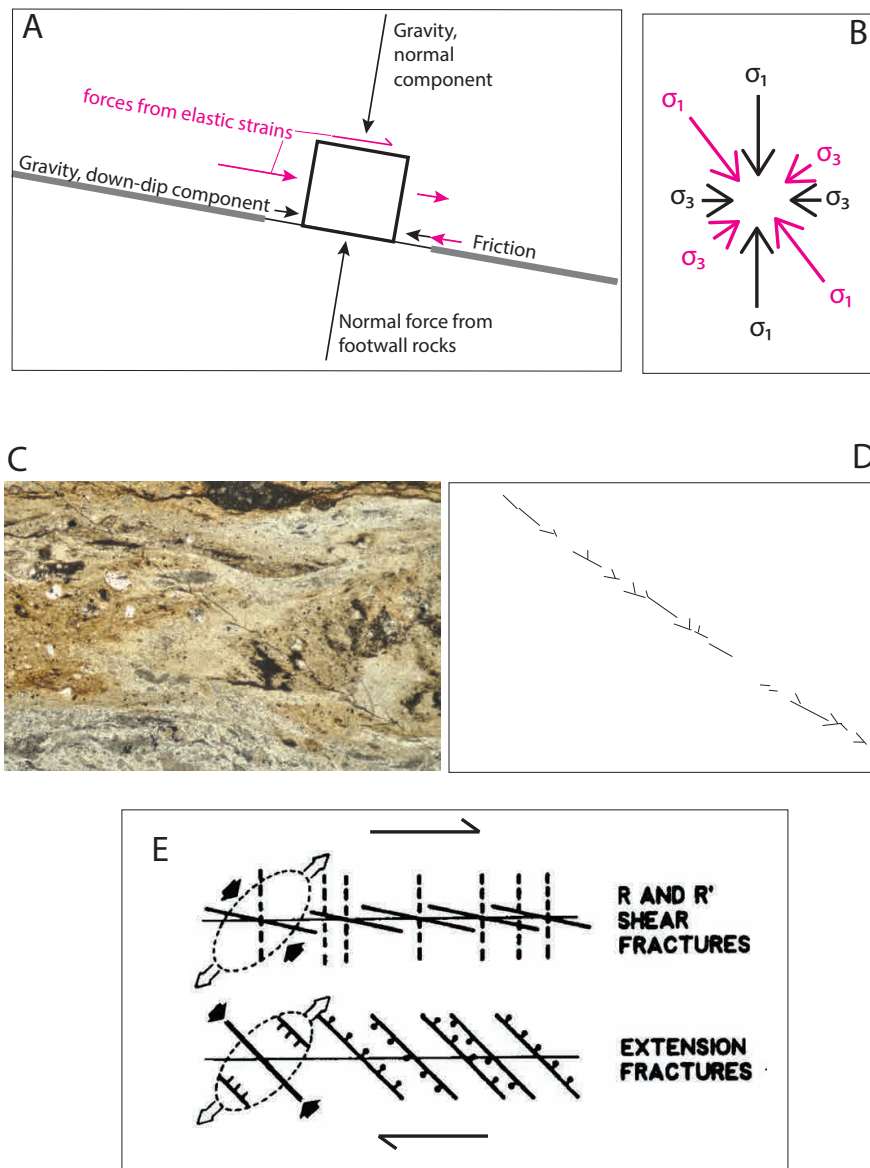 A
Gravity,
normal
component
forces from elastic strains
Gravity, down-dip component
Friction
Normal force from
footwall rocks
B
σ1
σ1
σ3
σ3
σ3
σ3
σ1
σ1
C
D
E
R AND R'
SHEAR
FRACTURES
EXTENSION
FRACTURES